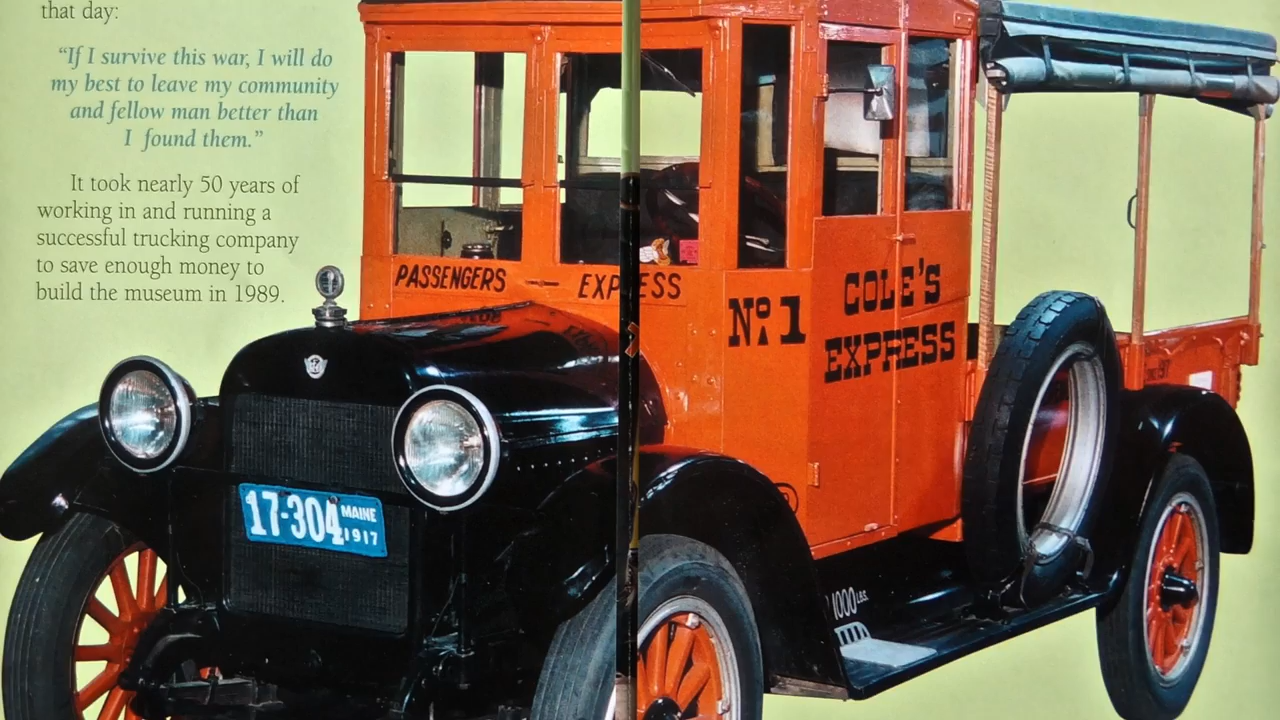 that day:
“If I survive this war, I will do
my best to leave my community
and fellow man better than
I found them.”
It took nearly 50 years of
working in and running a
successful trucking company
to save enough money to
build the museum in 1989.
PASSENGERS - EXPRESS
Nº 1
COLE'S
EXPRESS
17-304 MAINE
1917
1000 LBS.